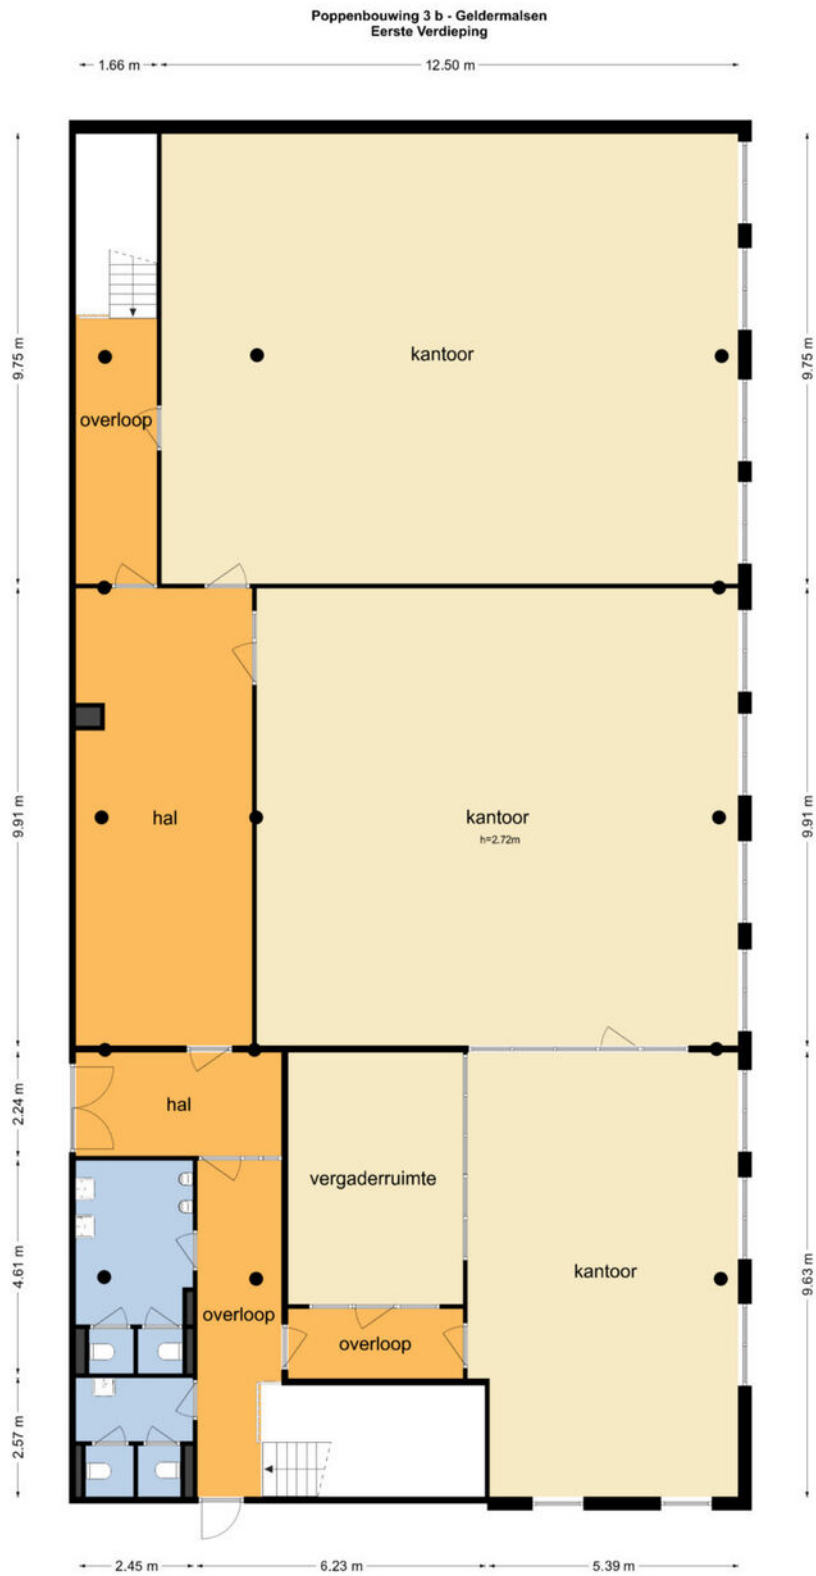 Poppenbouwing 3 b - Geldermalsen
Eerste Verdieping
1.66 m
12.50 m
9.75 m
9.75 m
kantoor
overloop
9.91 m
9.91 m
hal
kantoor
h=2.72m
2.24 m
hal
vergaderruimte
4.61 m
9.63 m
kantoor
overloop
overloop
2.57 m
2.45 m
6.23 m
5.39 m